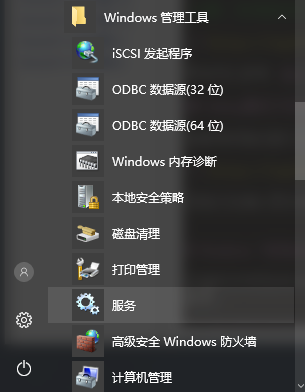 Windows 管理工具
iSCSI 发起程序
ODBC 数据源(32 位)
ODBC 数据源(64 位)
Windows 内存诊断
本地安全策略
磁盘清理
打印管理
服务
高级安全 Windows 防火墙
计算机管理